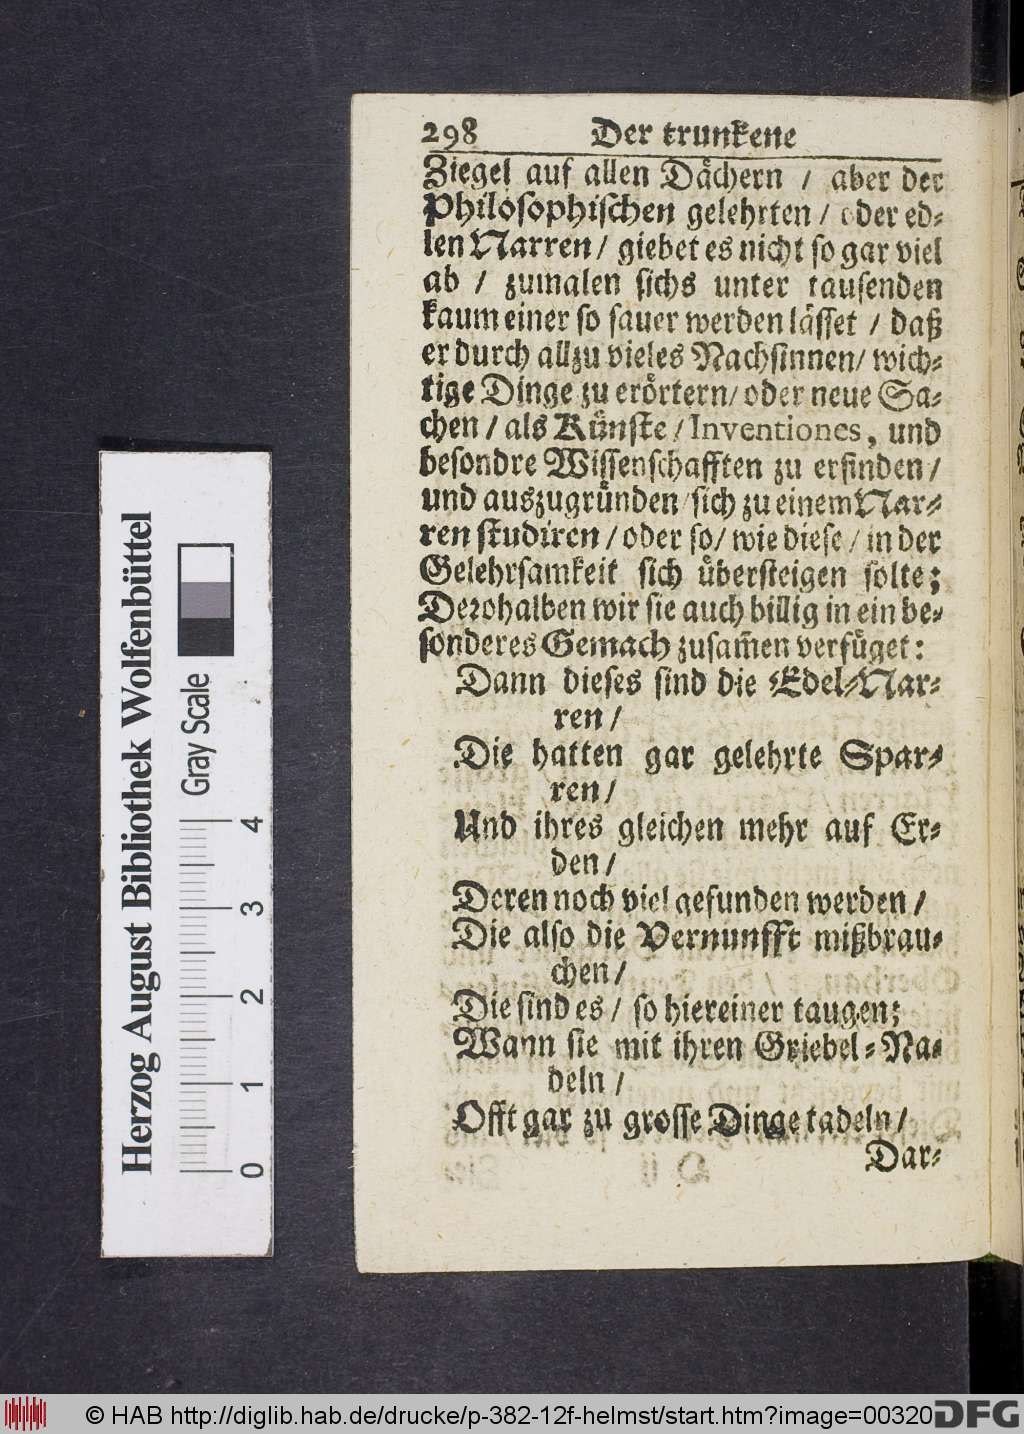 298 Der trunkene
Ziegel auf allen Dächern / aber der
Philosophischen gelehrten / oder ed-
len Narren / giebet es nicht so gar viel
ab / zumalen sichs unter tausenden
kaum einer so sauer werden lässet / daß
er durch allzu vieles Nachsinnen / wich-
tige Dinge zu erörtern / oder neue Sa-
chen / als Künste / Inventiones, und
besondre Wissenschafften zu erfinden /
und auszugründen / sich zu einem Nar-
ren studiren / oder so / wie diese / in der
Gelehrsamkeit sich übersteigen solte;
Derohalben wir sie auch billig in ein be-
sonderes Gemach zusam̃en verfüget:
Dann dieses sind die Edel-Nar-
ren /
Die hatten gar gelehrte Spar-
ren /
Und ihres gleichen mehr auf Er-
den /
Deren noch viel gefunden werden /
Die also die Vernunfft mißbrau-
chen /
Die sind es / so hiereiner taugen;
Wann sie mit ihren Griebel-Na-
deln /
Offt gar zu grosse Dinge tadeln /
Dar-
Herzog August Bibliothek Wolfenbüttel
Gray Scale
0 1 2 3 4
© HAB http://diglib.hab.de/drucke/p-382-12f-helmst/start.htm?image=00320
DFG